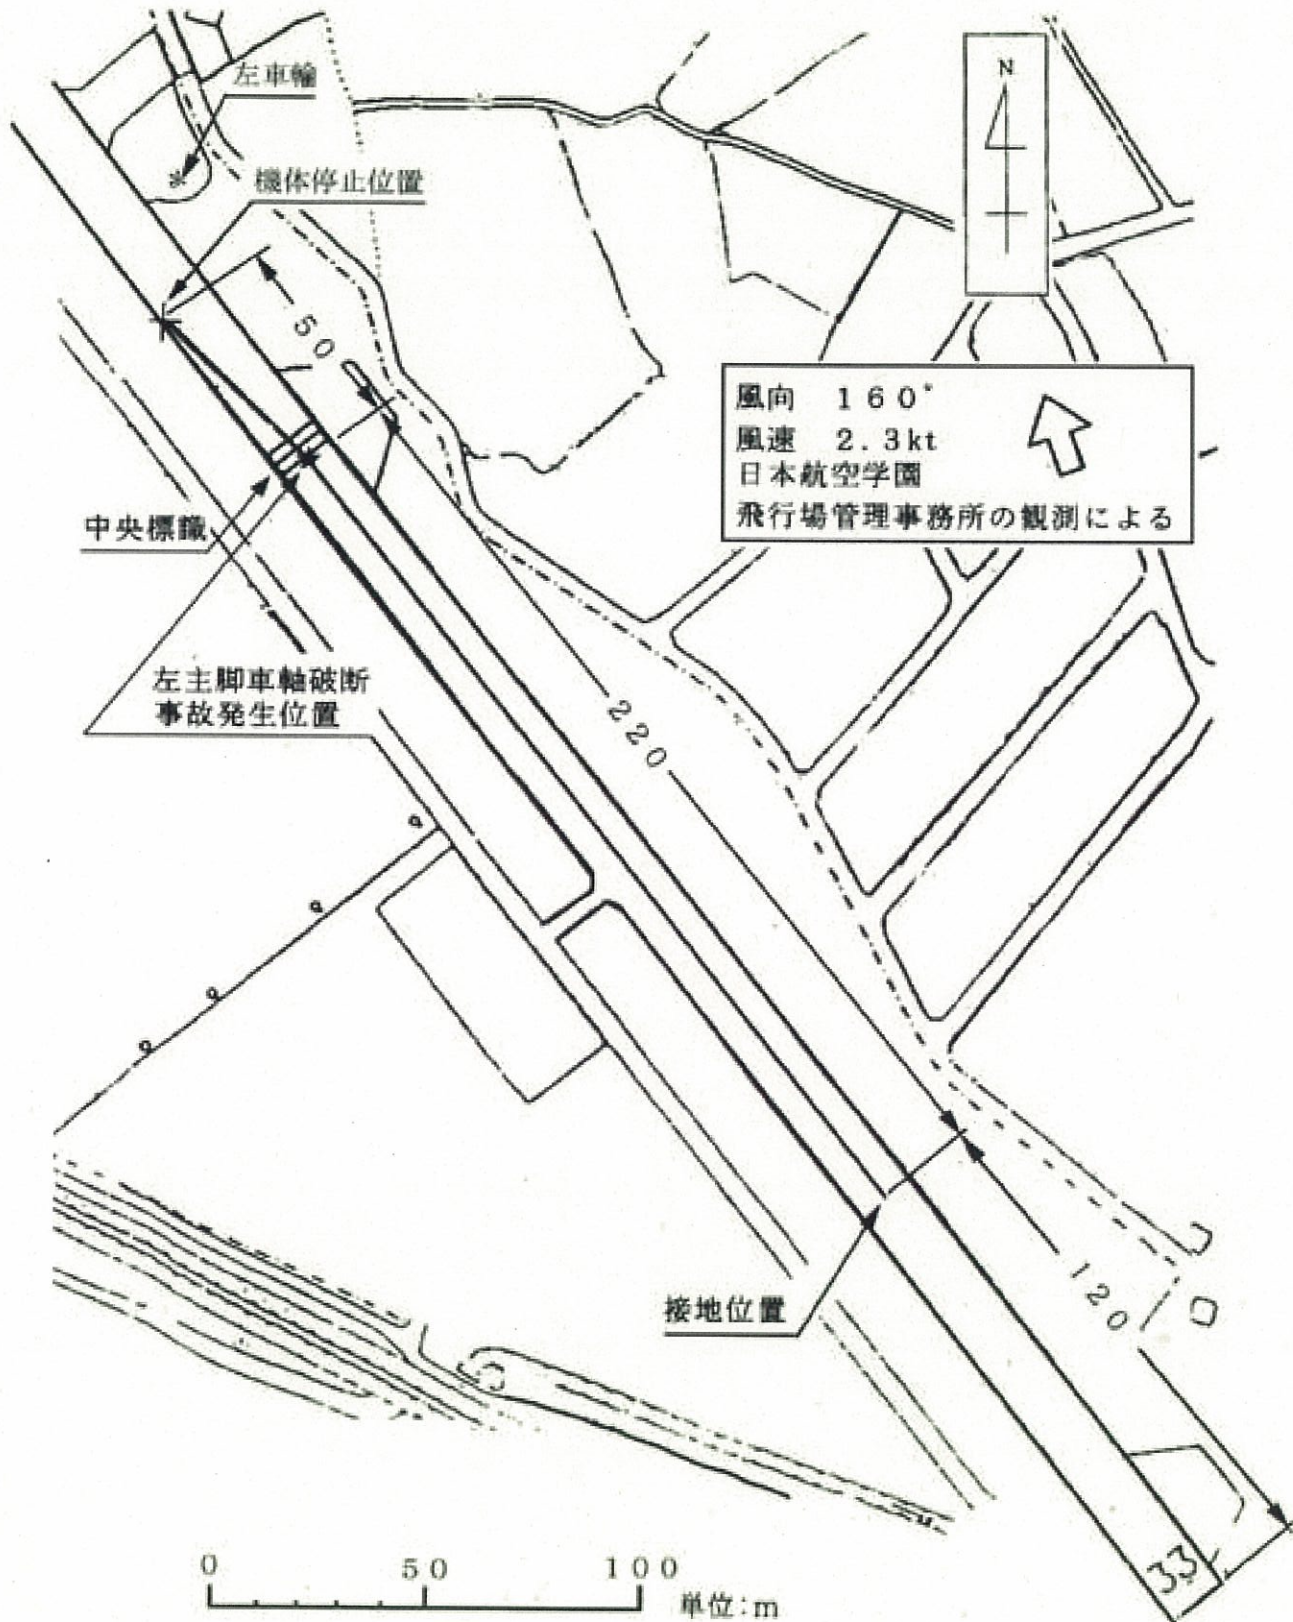 左車輪
N
機体停止位置
50
風向 160°
風速 2.3kt
日本航空学園
飛行場管理事務所の観測による
中央標識
左主脚車軸破断
事故発生位置
220
接地位置
120
33
0 50 100
単位:m